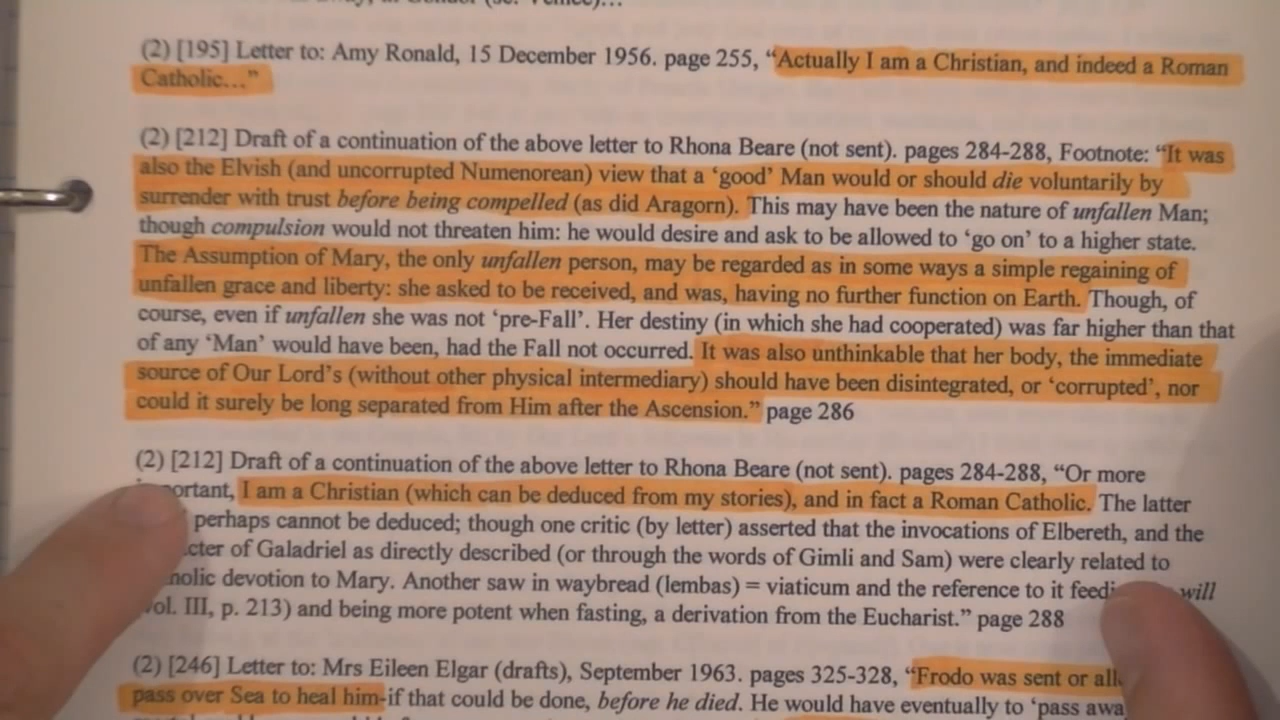 (2) [195] Letter to: Amy Ronald, 15 December 1956. page 255, “Actually I am a Christian, and indeed a Roman
Catholic…”
(2) [212] Draft of a continuation of the above letter to Rhona Beare (not sent). pages 284-288, Footnote: “It was
also the Elvish (and uncorrupted Numenorean) view that a ‘good’ Man would or should die voluntarily by
surrender with trust before being compelled (as did Aragorn). This may have been the nature of unfallen Man;
though compulsion would not threaten him: he would desire and ask to be allowed to ‘go on’ to a higher state.
The Assumption of Mary, the only unfallen person, may be regarded as in some ways a simple regaining of
unfallen grace and liberty: she asked to be received, and was, having no further function on Earth. Though, of
course, even if unfallen she was not ‘pre-Fall’. Her destiny (in which she had cooperated) was far higher than that
of any ‘Man’ would have been, had the Fall not occurred. It was also unthinkable that her body, the immediate
source of Our Lord’s (without other physical intermediary) should have been disintegrated, or ‘corrupted’, nor
could it surely be long separated from Him after the Ascension.” page 286
(2) [212] Draft of a continuation of the above letter to Rhona Beare (not sent). pages 284-288, “Or more
I am a Christian (which can be deduced from my stories), and in fact a Roman Catholic. The latter
perhaps cannot be deduced; though one critic (by letter) asserted that the invocations of Elbereth, and the
of Galadriel as directly described (or through the words of Gimli and Sam) were clearly related to
devotion to Mary. Another saw in waybread (lembas) = viaticum and the reference to it will
III, p. 213) and being more potent when fasting, a derivation from the Eucharist.” page 288
(2) [246] Letter to: Mrs Eileen Elgar (drafts), September 1963. pages 325-328, “Frodo was sent or
pass over Sea to heal him-if that could be done, before he died. He would have eventually to ‘pass